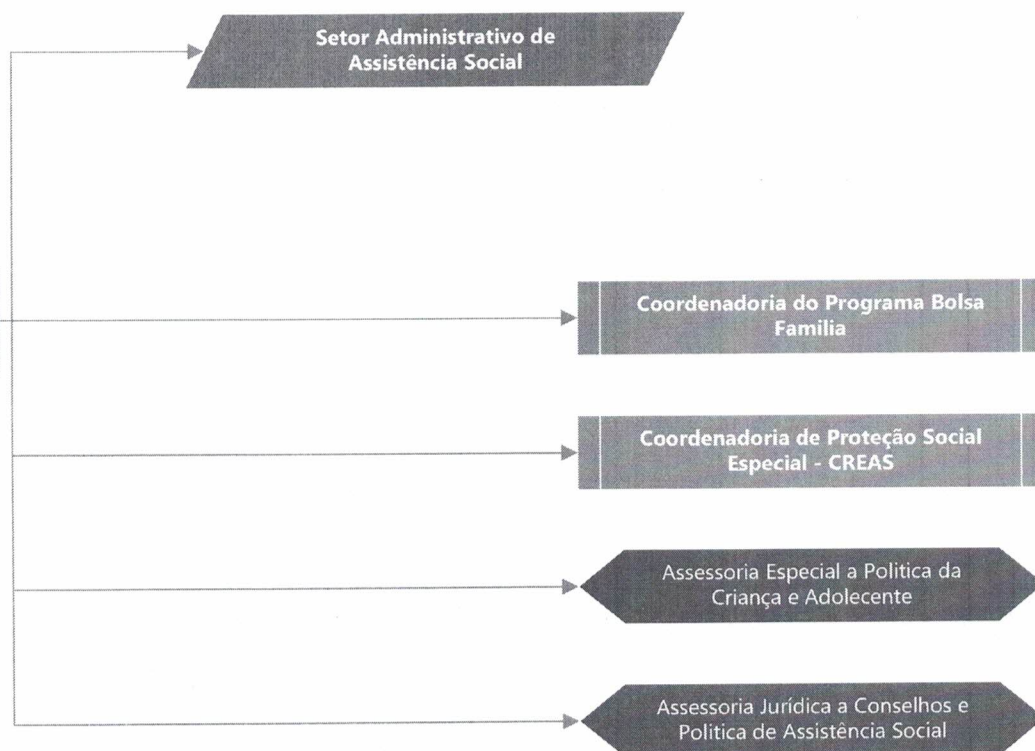 Setor Administrativo de
Assistência Social
Coordenadoria do Programa Bolsa
Familia
Coordenadoria de Proteção Social
Especial - CREAS
Assessoria Especial a Politica da
Criança e Adolecente
Assessoria Jurídica a Conselhos e
Politica de Assistência Social